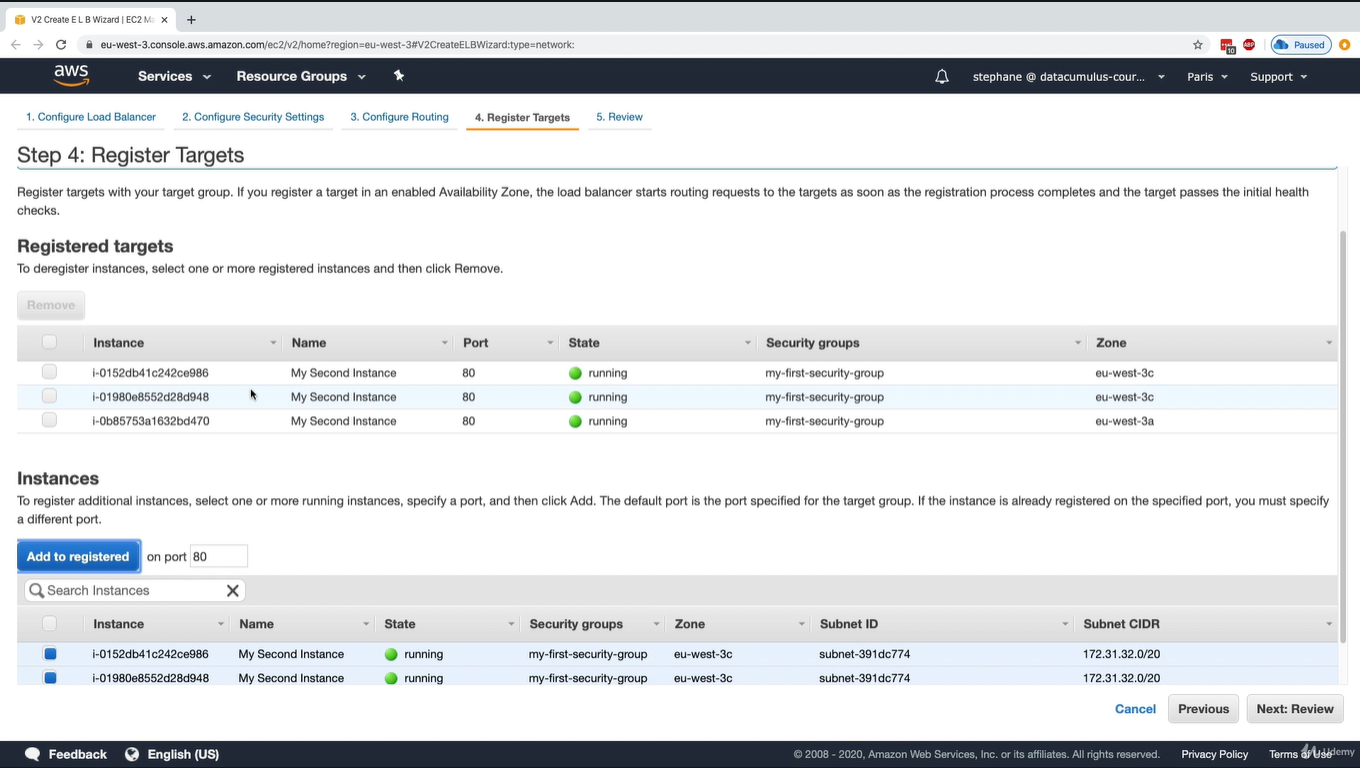 V2 Create E L B Wizard | EC2 Ma
eu-west-3.console.aws.amazon.com/ec2/v2/home?region=eu-west-3#V2CreateELBWizard:type=network:
10
ABP
Paused
aws
Services
Resource Groups
stephane @ datacumulus-cour...
Paris
Support
1. Configure Load Balancer
2. Configure Security Settings
3. Configure Routing
4. Register Targets
5. Review
Step 4: Register Targets
Register targets with your target group. If you register a target in an enabled Availability Zone, the load balancer starts routing requests to the targets as soon as the registration process completes and the target passes the initial health
checks.
Registered targets
To deregister instances, select one or more registered instances and then click Remove.
Remove
Instance Name Port State Security groups Zone
i-0152db41c242ce986 My Second Instance 80 running my-first-security-group eu-west-3c
i-01980e8552d28d948 My Second Instance 80 running my-first-security-group eu-west-3c
i-0b85753a1632bd470 My Second Instance 80 running my-first-security-group eu-west-3a
Instances
To register additional instances, select one or more running instances, specify a port, and then click Add. The default port is the port specified for the target group. If the instance is already registered on the specified port, you must specify
a different port.
Add to registered on port 80
Search Instances
Instance Name State Security groups Zone Subnet ID Subnet CIDR
i-0152db41c242ce986 My Second Instance running my-first-security-group eu-west-3c subnet-391dc774 172.31.32.0/20
i-01980e8552d28d948 My Second Instance running my-first-security-group eu-west-3c subnet-391dc774 172.31.32.0/20
Cancel Previous Next: Review
Feedback English (US) © 2008 - 2020, Amazon Web Services, Inc. or its affiliates. All rights reserved. Privacy Policy Terms of Use
Udemy